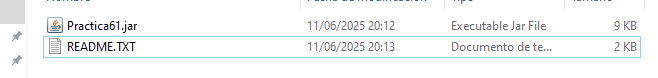 Practica61.jar 11/06/2025 20:12 Executable Jar File 9 KB
README.TXT 11/06/2025 20:13 Documento de te... 2 KB